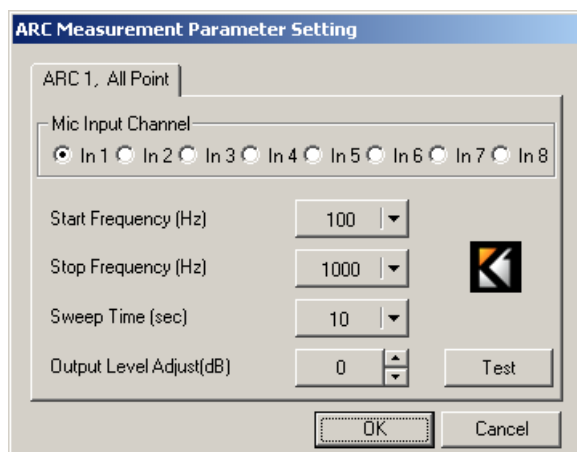 ARC Measurement Parameter Setting
ARC 1, All Point
Mic Input Channel
In 1 In 2 In 3 In 4 In 5 In 6 In 7 In 8
Start Frequency (Hz) 100
Stop Frequency (Hz) 1000
Sweep Time (sec) 10
Output Level Adjust(dB) 0 Test
OK Cancel